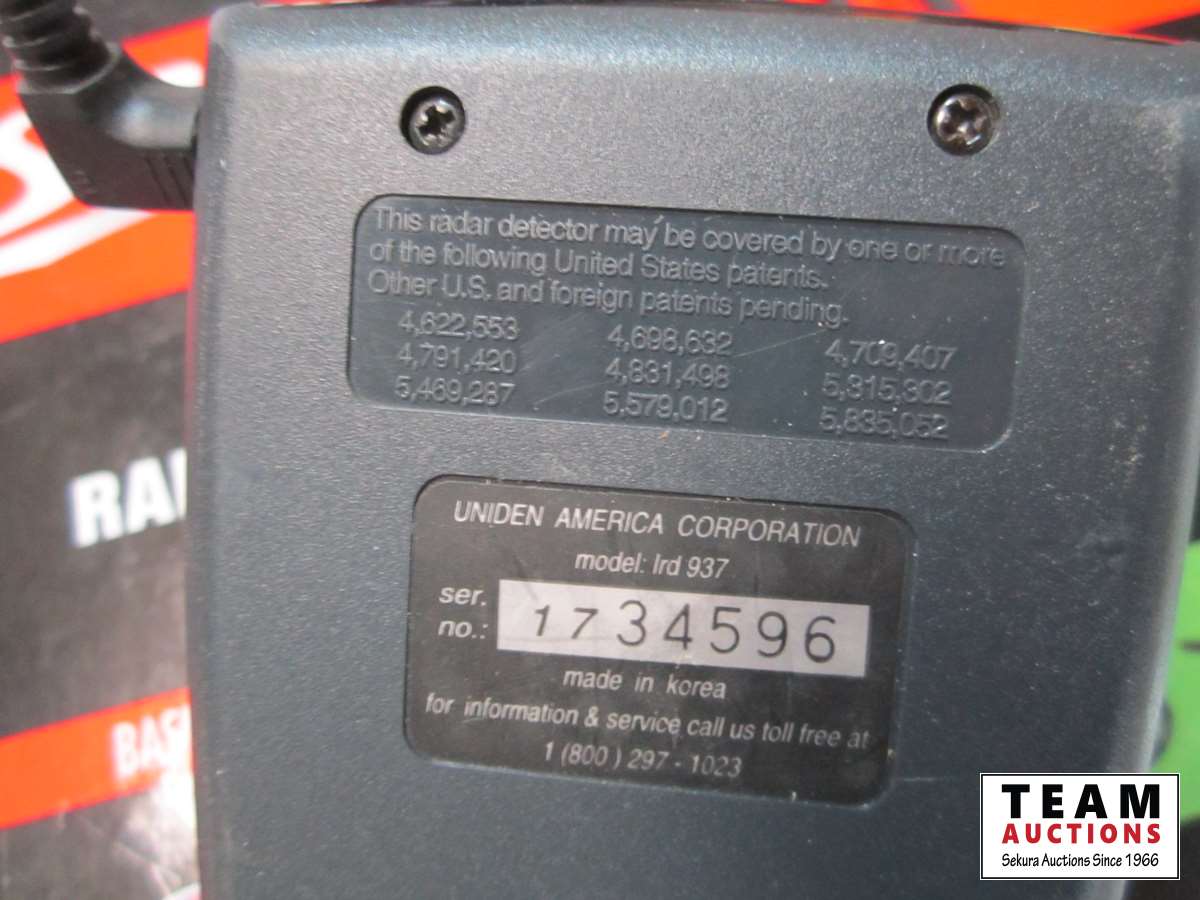 This radar detector may be covered by one or more
of the following United States patents.
Other U.S. and foreign patents pending.
4,622,553 4,698,632 4,709,407
4,791,420 4,831,498 5,315,302
5,469,287 5,579,012 5,835,052
RA
UNIDEN AMERICA CORPORATION
model: lrd 937
ser.
no.: 1734596
made in korea
for information & service call us toll free at
1 (800) 297 - 1023
BAS
TEAM
AUCTIONS
Sekura Auctions Since 1966